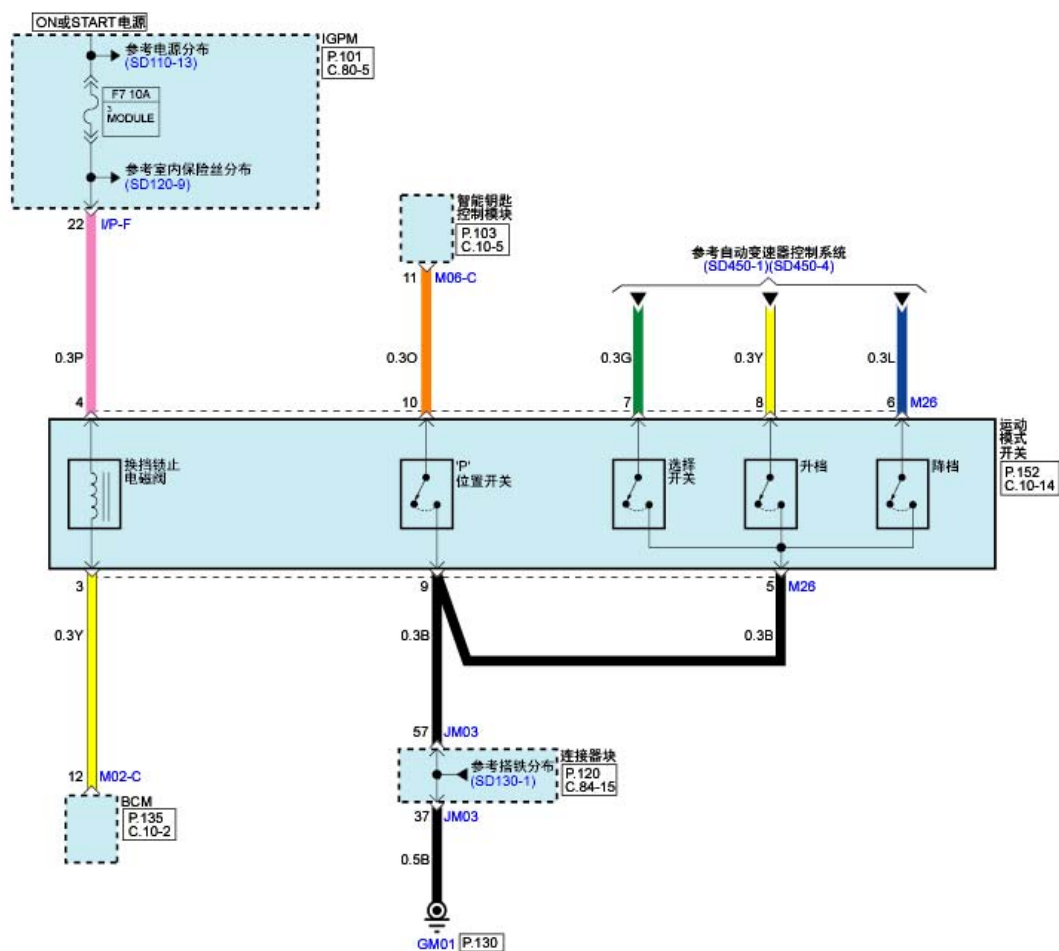 ON或START电源
IGPM
P.101
C.80-5
参考电源分布
(SD110-13)
F7 10A
3
MODULE
参考室内保险丝分布
(SD120-9)
22 I/P-F
智能钥匙
控制模块
P.103
C.10-5
11 M06-C
参考自动变速器控制系统
(SD450-1)(SD450-4)
0.3P
0.3O
0.3G
0.3Y
0.3L
4
10
7
8
6 M26
运动
模式
开关
P.152
C.10-14
换挡锁止
电磁阀
'P'
位置开关
选择
开关
升档
降档
3
9
5 M26
0.3Y
0.3B
0.3B
57 JM03
连接器块
P.120
C.84-15
参考搭铁分布
(SD130-1)
12 M02-C
BCM
P.135
C.10-2
37 JM03
0.5B
GM01 P.130